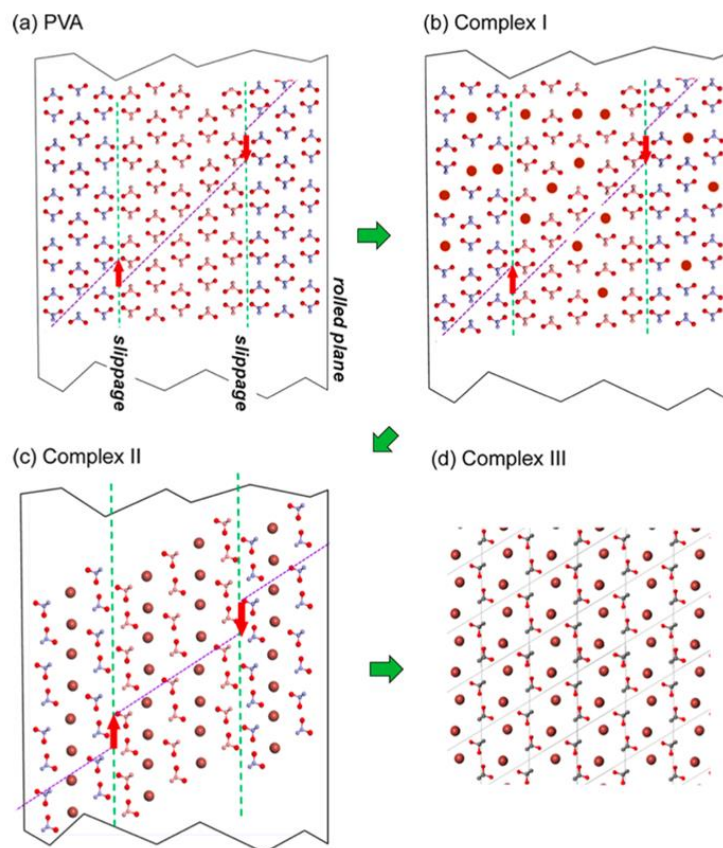 (a) PVA
(b) Complex I
slippage
slippage
rolled plane
(c) Complex II
(d) Complex III